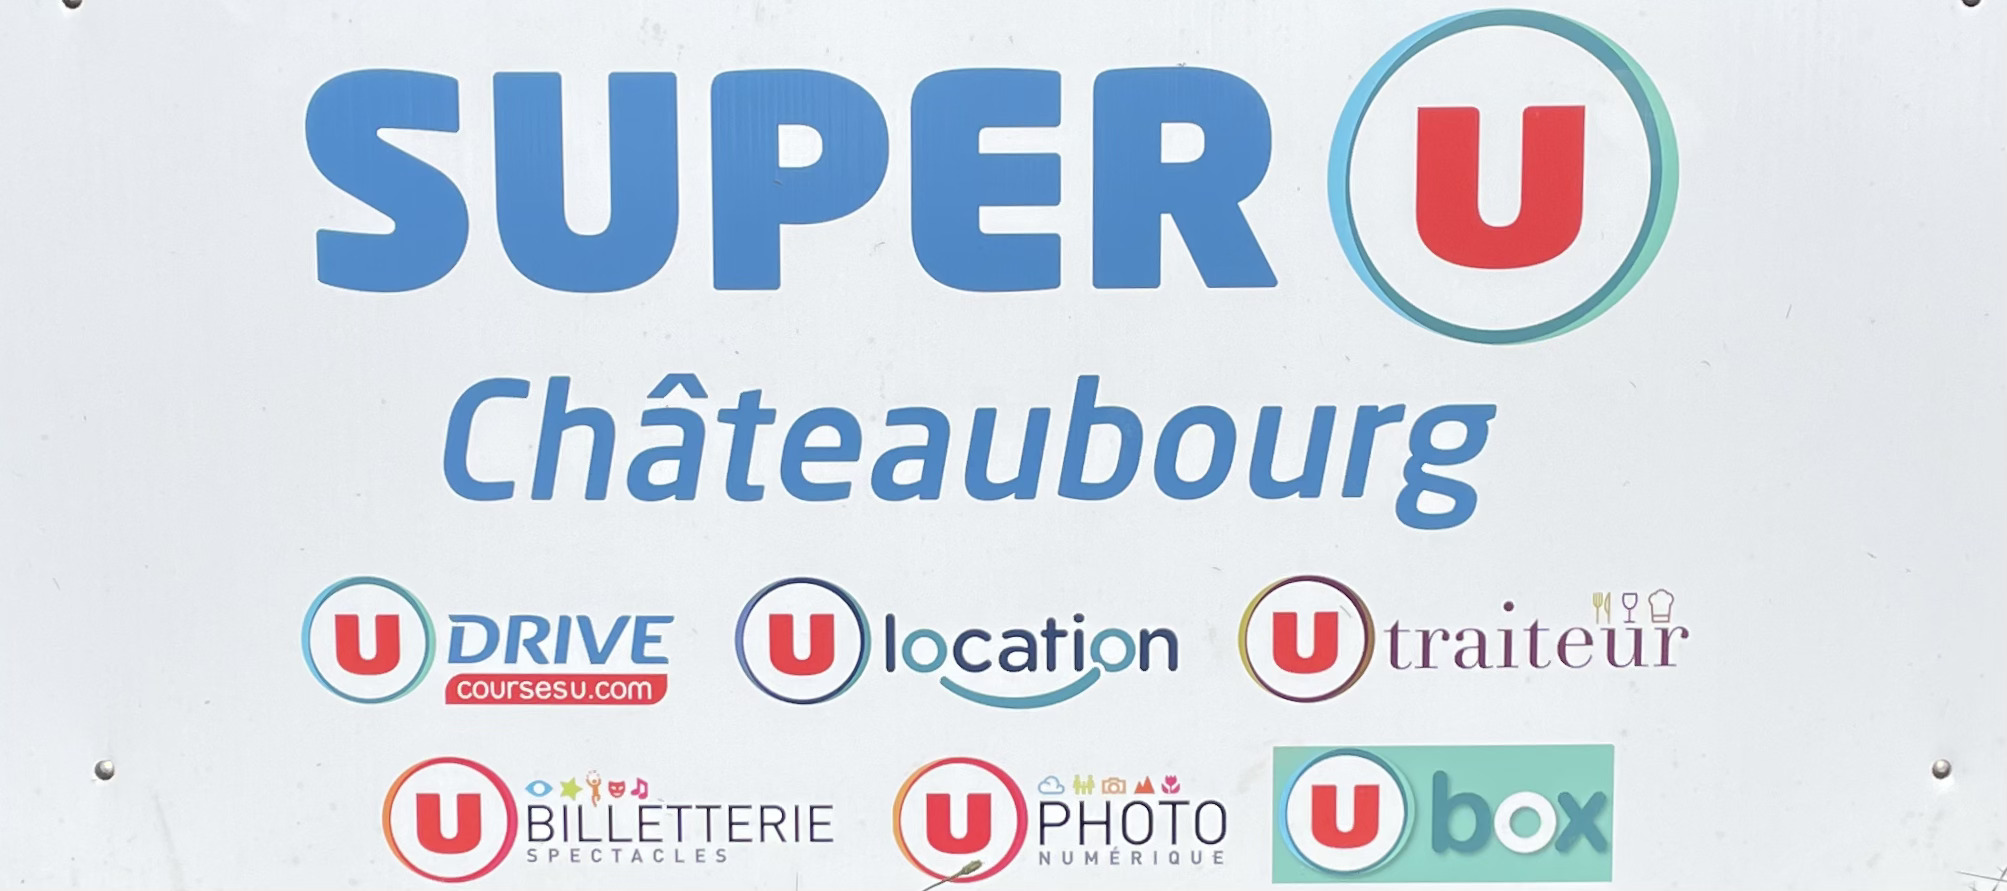 SUPER U
Châteaubourg
U DRIVE
coursesu.com
U location
U traiteur
U BILLETTERIE
SPECTACLES
U PHOTO
NUMÉRIQUE
U box